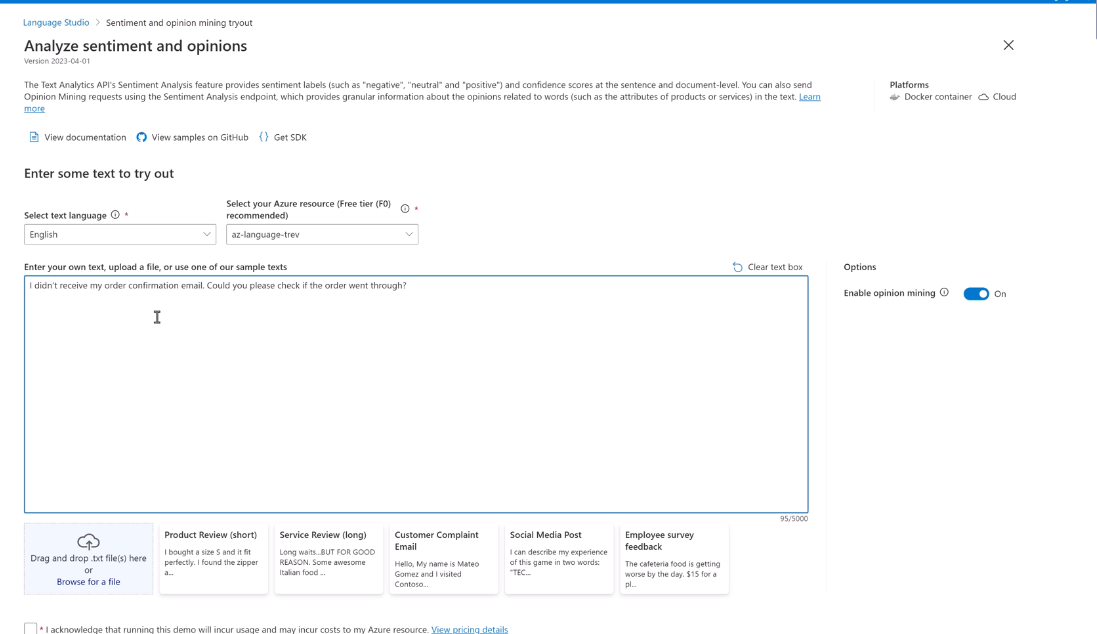 Language Studio > Sentiment and opinion mining tryout
Analyze sentiment and opinions
Version 2023-04-01
The Text Analytics API's Sentiment Analysis feature provides sentiment labels (such as "negative", "neutral" and "positive") and confidence scores at the sentence and document-level. You can also send
Opinion Mining requests using the Sentiment Analysis endpoint, which provides granular information about the opinions related to words (such as the attributes of products or services) in the text. Learn
more
Platforms
Docker container Cloud
View documentation View samples on GitHub {} Get SDK
Enter some text to try out
Select text language *
English
Select your Azure resource (Free tier (F0)
recommended) *
az-language-trev
Enter your own text, upload a file, or use one of our sample texts
Clear text box
I didn't receive my order confirmation email. Could you please check if the order went through?
95/5000
Options
Enable opinion mining On
Drag and drop .txt file(s) here
or
Browse for a file
Product Review (short)
I bought a size S and it fit
perfectly. I found the zipper
a...
Service Review (long)
Long waits...BUT FOR GOOD
REASON. Some awesome
Italian food ...
Customer Complaint
Email
Hello, My name is Mateo
Gomez and I visited
Contoso...
Social Media Post
I can describe my experience
of this game in two words:
"TEC...
Employee survey
feedback
The cafeteria food is getting
worse by the day. $15 for a
pl...
* I acknowledge that running this demo will incur usage and may incur costs to my Azure resource. View pricing details